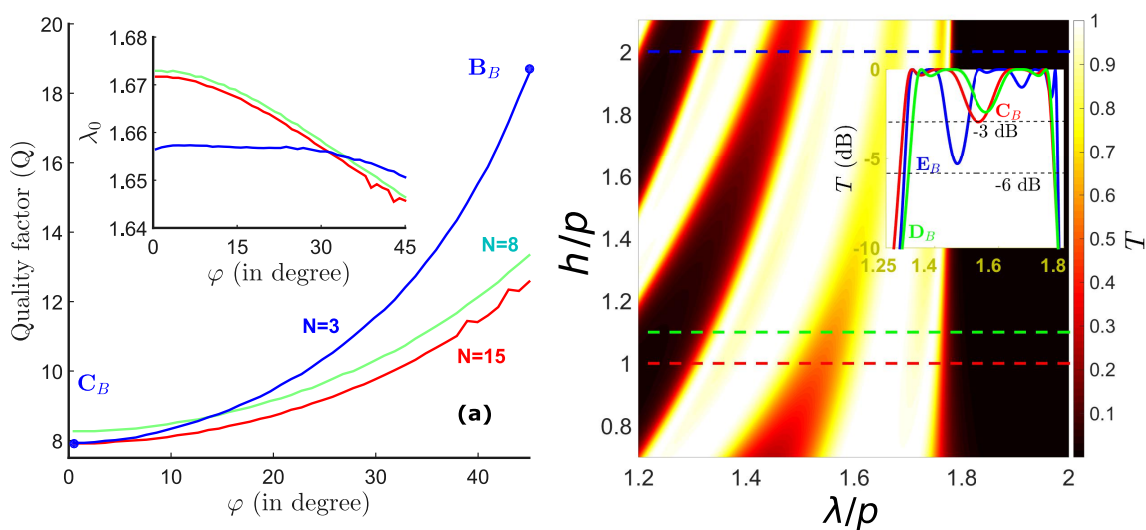 Quality factor (Q)
20
18
16
14
12
10
8
0
10
20
30
40
φ (in degree)
λ₀
1.68
1.67
1.66
1.65
1.64
0
15
30
45
φ (in degree)
B_B
C_B
N=8
N=3
N=15
(a)
h/p
2
1.8
1.6
1.4
1.2
1
0.8
1.2
1.4
1.6
1.8
2
λ/p
T (dB)
0
-5
-10
1.25
1.4
1.6
1.8
C_B
-3 dB
E_B
-6 dB
D_B
1
0.9
0.8
0.7
0.6
0.5
0.4
0.3
0.2
0.1
T